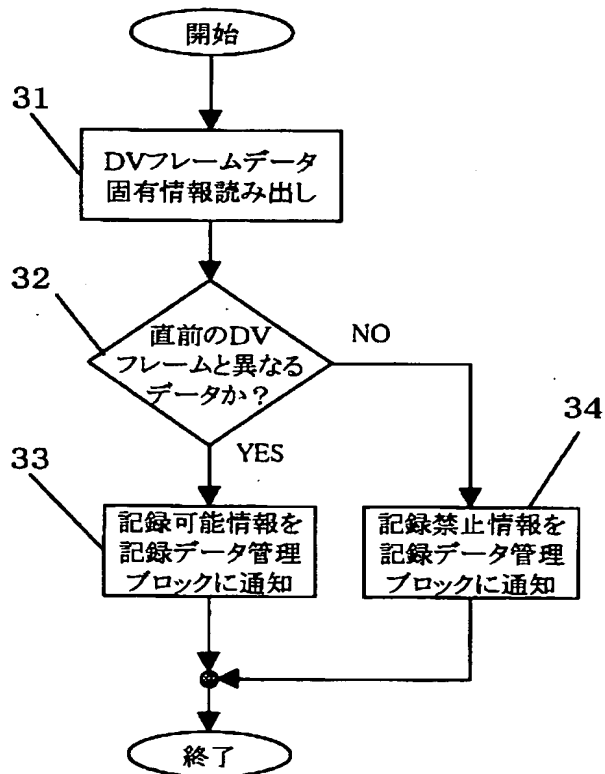 開始
31
DVフレームデータ
固有情報読み出し
32
直前のDV
フレームと異なる
データか？
NO
YES
33
記録可能情報を
記録データ管理
ブロックに通知
34
記録禁止情報を
記録データ管理
ブロックに通知
終了